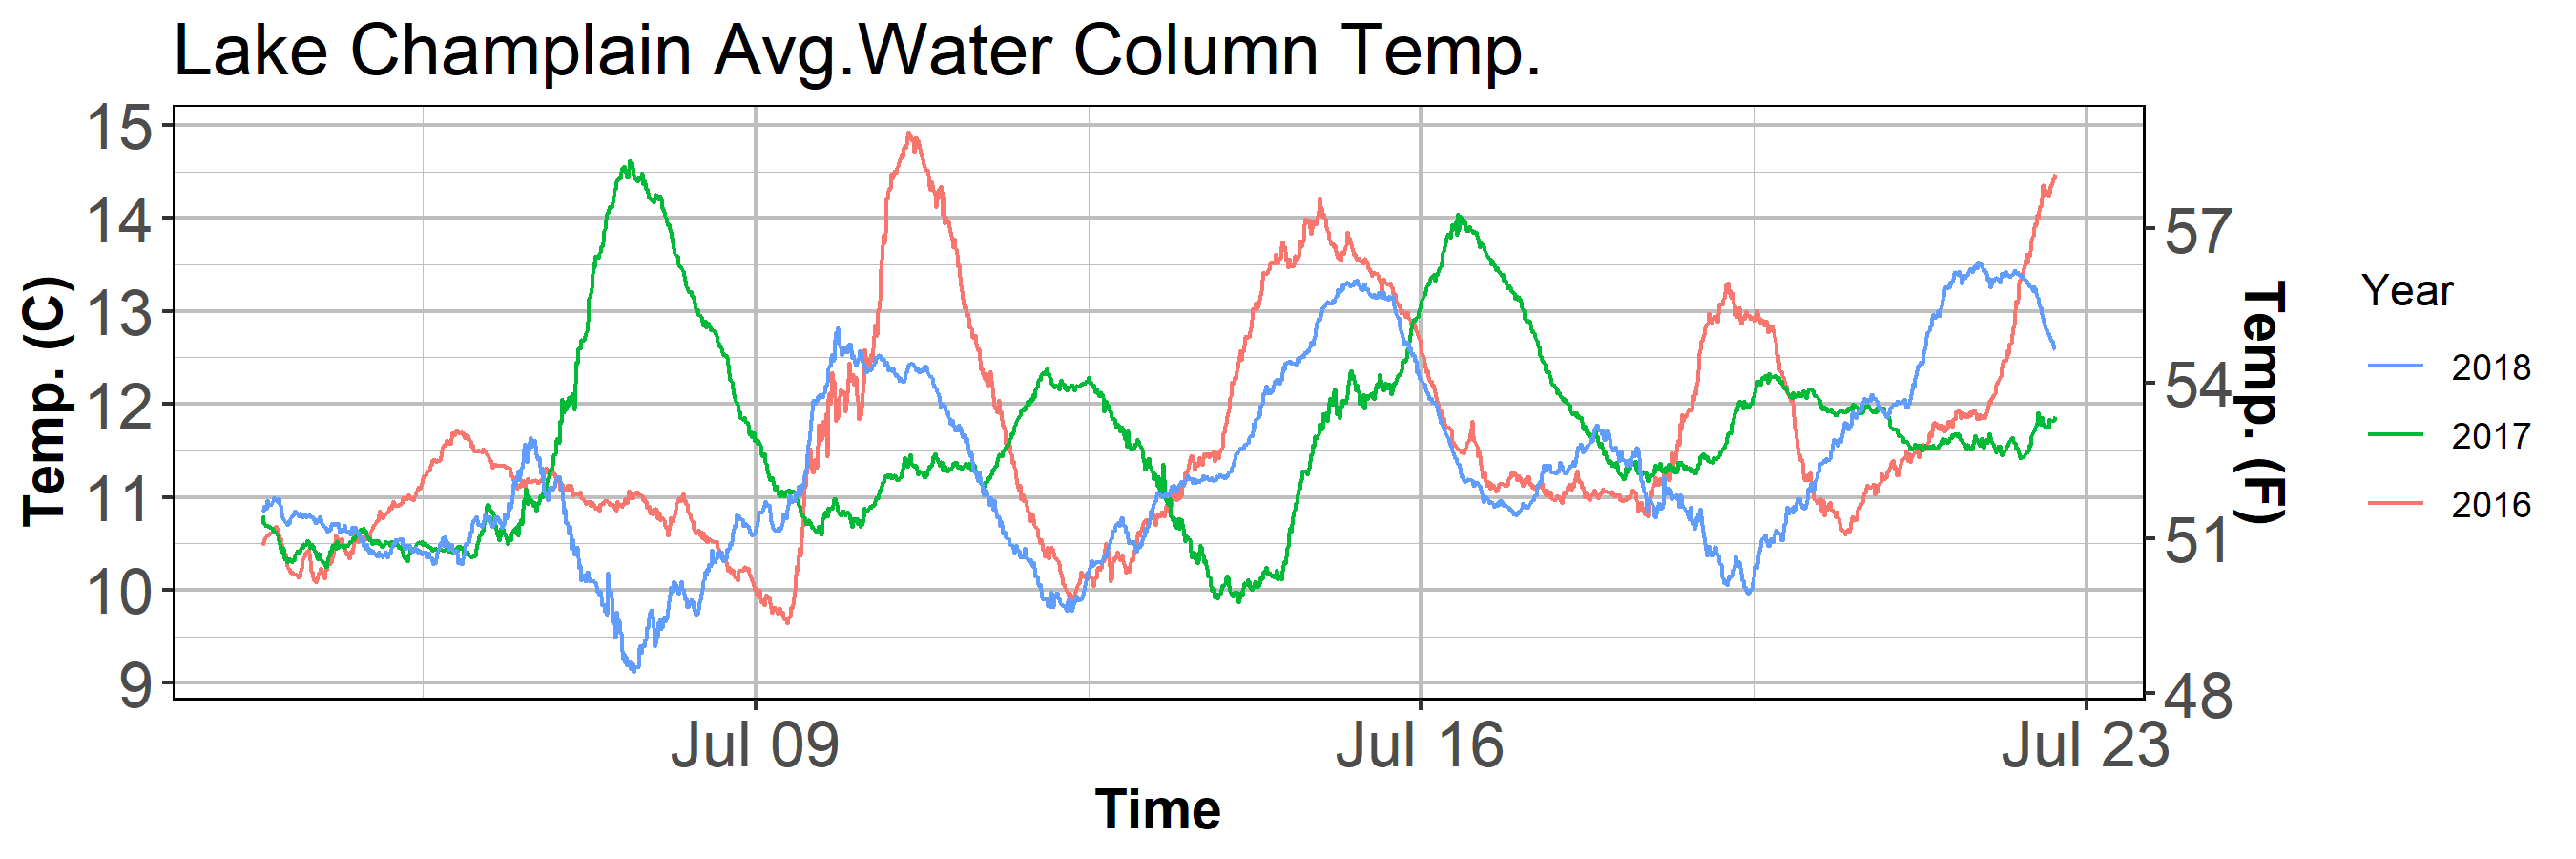 Lake Champlain Avg.Water Column Temp.
15
14
13
12
11
10
9
Temp. (C)
57
54
51
48
Temp. (F)
Jul 09
Jul 16
Jul 23
Time
Year
2018
2017
2016